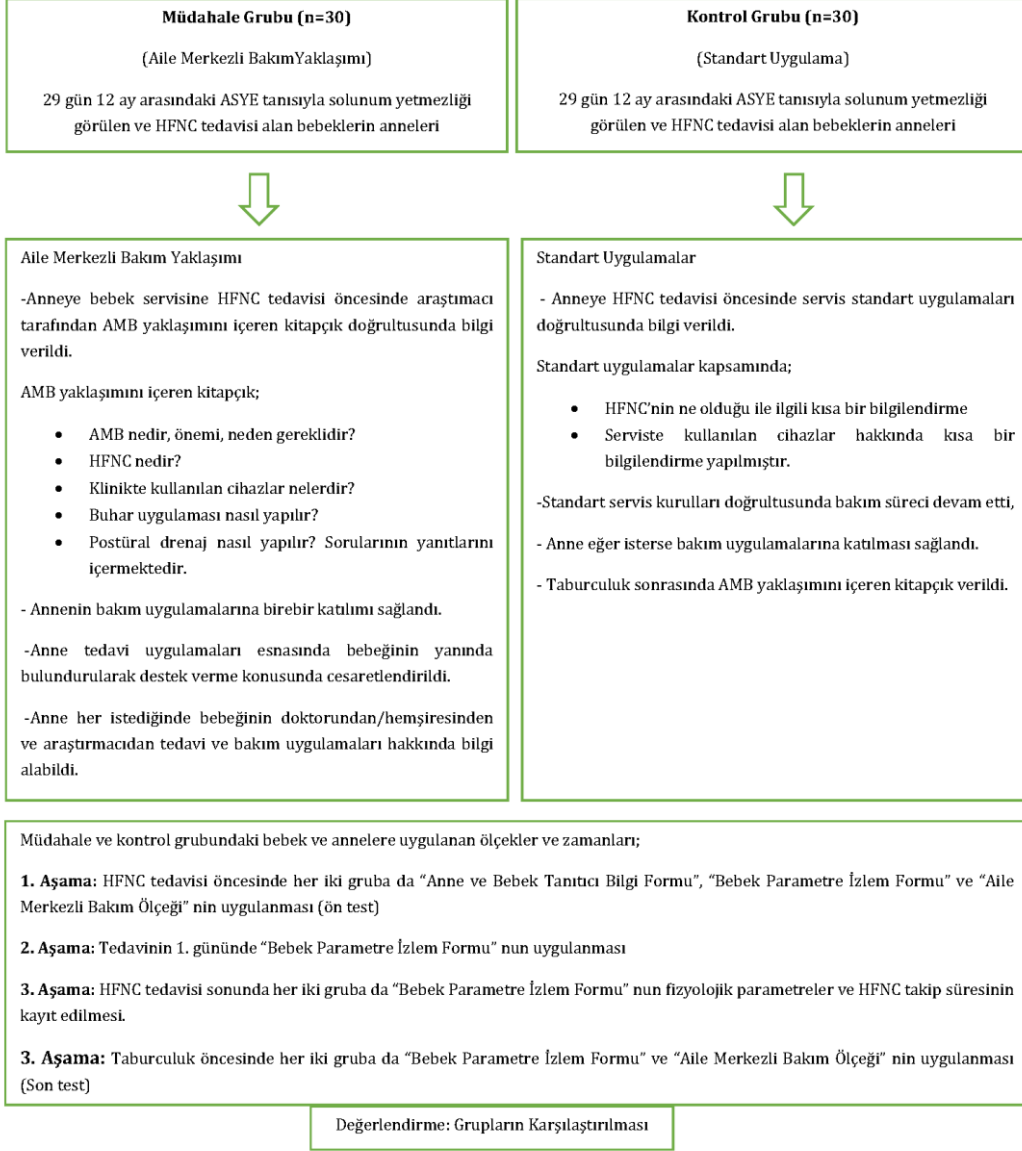 Müdahale Grubu (n=30)
(Aile Merkezli BakımYaklaşımı)
29 gün 12 ay arasındaki ASYE tanısıyla solunum yetmezliği
görülen ve HFNC tedavisi alan bebeklerin anneleri
Kontrol Grubu (n=30)
(Standart Uygulama)
29 gün 12 ay arasındaki ASYE tanısıyla solunum yetmezliği
görülen ve HFNC tedavisi alan bebeklerin anneleri
Aile Merkezli Bakım Yaklaşımı
-Anneye bebek servisine HFNC tedavisi öncesinde araştımacı
tarafından AMB yaklaşımını içeren kitapçık doğrultusunda bilgi
verildi.
AMB yaklaşımını içeren kitapçık;
• AMB nedir, önemi, neden gereklidir?
• HFNC nedir?
• Klinikte kullanılan cihazlar nelerdir?
• Buhar uygulaması nasıl yapılır?
• Postüral drenaj nasıl yapılır? Sorularının yanıtlarını
içermektedir.
- Annenin bakım uygulamalarına birebir katılımı sağlandı.
-Anne tedavi uygulamaları esnasında bebeğinin yanında
bulundurularak destek verme konusunda cesaretlendirildi.
-Anne her istediğinde bebeğinin doktorundan/hemşiresinden
ve araştırmacıdan tedavi ve bakım uygulamaları hakkında bilgi
alabildi.
Standart Uygulamalar
- Anneye HFNC tedavisi öncesinde servis standart uygulamaları
doğrultusunda bilgi verildi.
Standart uygulamalar kapsamında;
• HFNC'nin ne olduğu ile ilgili kısa bir bilgilendirme
• Serviste kullanılan cihazlar hakkında kısa bir
bilgilendirme yapılmıştır.
-Standart servis kurulları doğrultusunda bakım süreci devam etti,
- Anne eğer isterse bakım uygulamalarına katılması sağlandı.
- Taburculuk sonrasında AMB yaklaşımını içeren kitapçık verildi.
Müdahale ve kontrol grubundaki bebek ve annelere uygulanan ölçekler ve zamanları;
1. Aşama: HFNC tedavisi öncesinde her iki gruba da “Anne ve Bebek Tanıtıcı Bilgi Formu”, “Bebek Parametre İzlem Formu” ve “Aile
Merkezli Bakım Ölçeği” nin uygulanması (ön test)
2. Aşama: Tedavinin 1. gününde “Bebek Parametre İzlem Formu” nun uygulanması
3. Aşama: HFNC tedavisi sonunda her iki gruba da “Bebek Parametre İzlem Formu” nun fizyolojik parametreler ve HFNC takip süresinin
kayıt edilmesi.
3. Aşama: Taburculuk öncesinde her iki gruba da “Bebek Parametre İzlem Formu” ve “Aile Merkezli Bakım Ölçeği” nin uygulanması
(Son test)
Değerlendirme: Grupların Karşılaştırılması